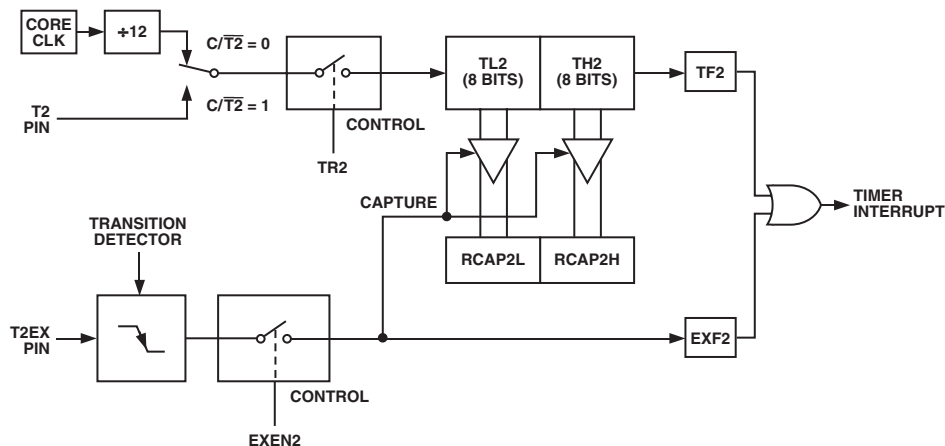 CORE
CLK
÷12
C/T2 = 0
T2
PIN
C/T2 = 1
CONTROL
TR2
TL2
(8 BITS)
TH2
(8 BITS)
TF2
CAPTURE
TIMER
INTERRUPT
TRANSITION
DETECTOR
RCAP2L
RCAP2H
T2EX
PIN
CONTROL
EXEN2
EXF2